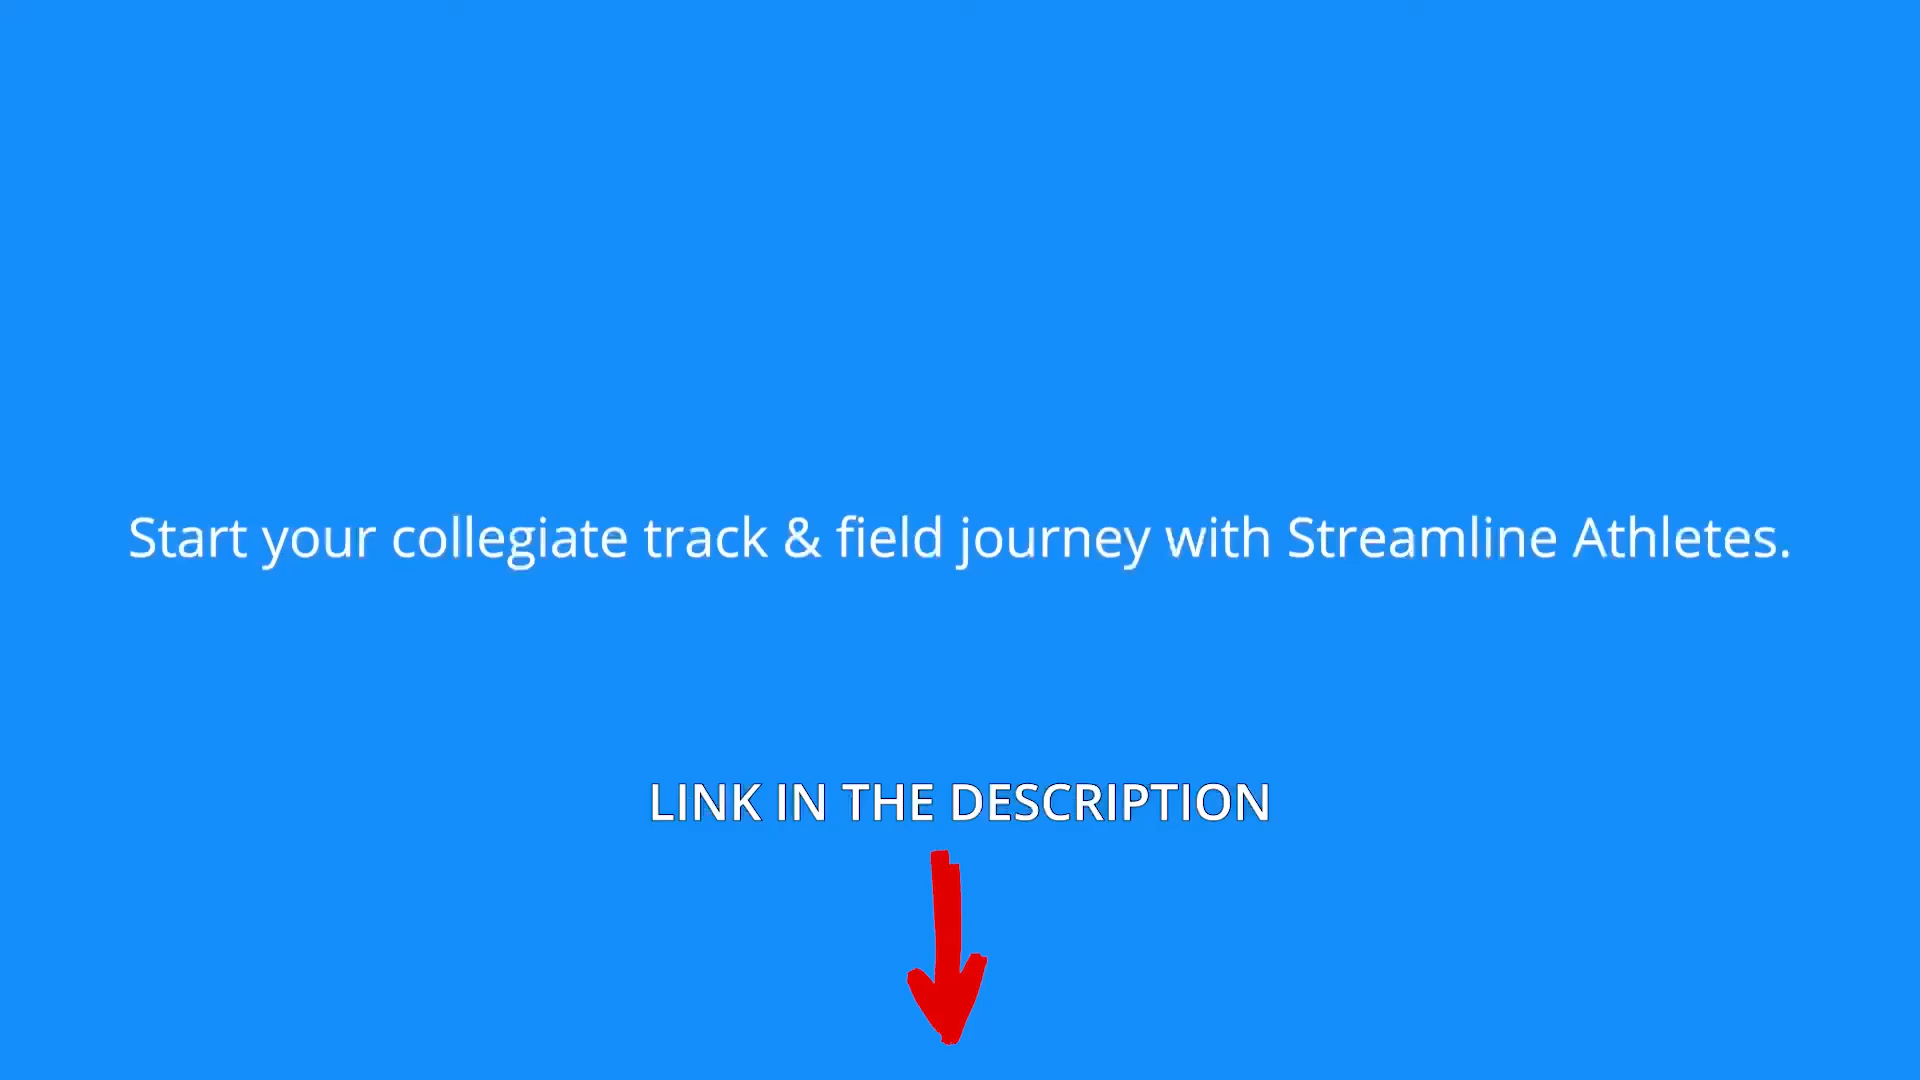 Start your collegiate track & field journey with Streamline Athletes.
LINK IN THE DESCRIPTION